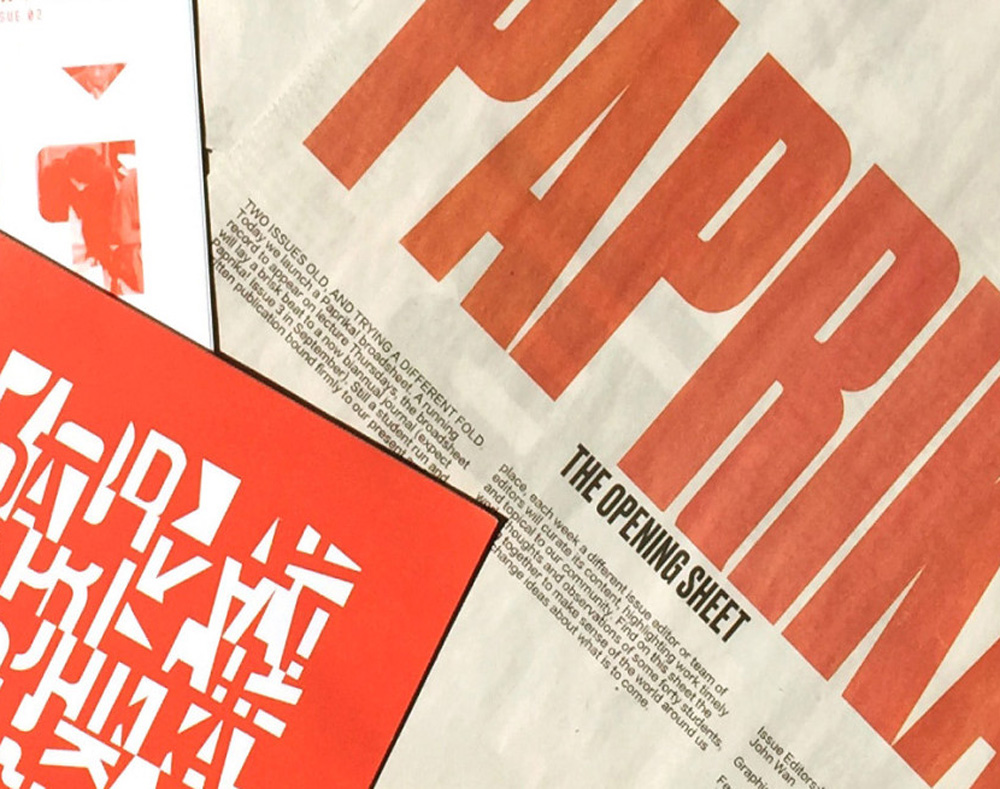 SUE 02
PAPRIK
TWO ISSUES OLD, AND TRYING A DIFFERENT FOLD.
Today we launch a Paprika! broadsheet. A running
record to appear on lecture Thursdays, the broadsheet
will lay a brisk beat to a now biannual journal (expect
Paprika! Issue 3 in September). Still a student run and
itten publication bound firmly to our present
THE OPENING SHEET
place, each week a different issue editor or team of
editors will curate its content, highlighting work timely
and topical to our community. Find on this sheet the
thoughts and observations of some forty students,
together to make sense of the world around us
change ideas about what is to come.
Issue Editors:
John Wan
Graphi
Fe